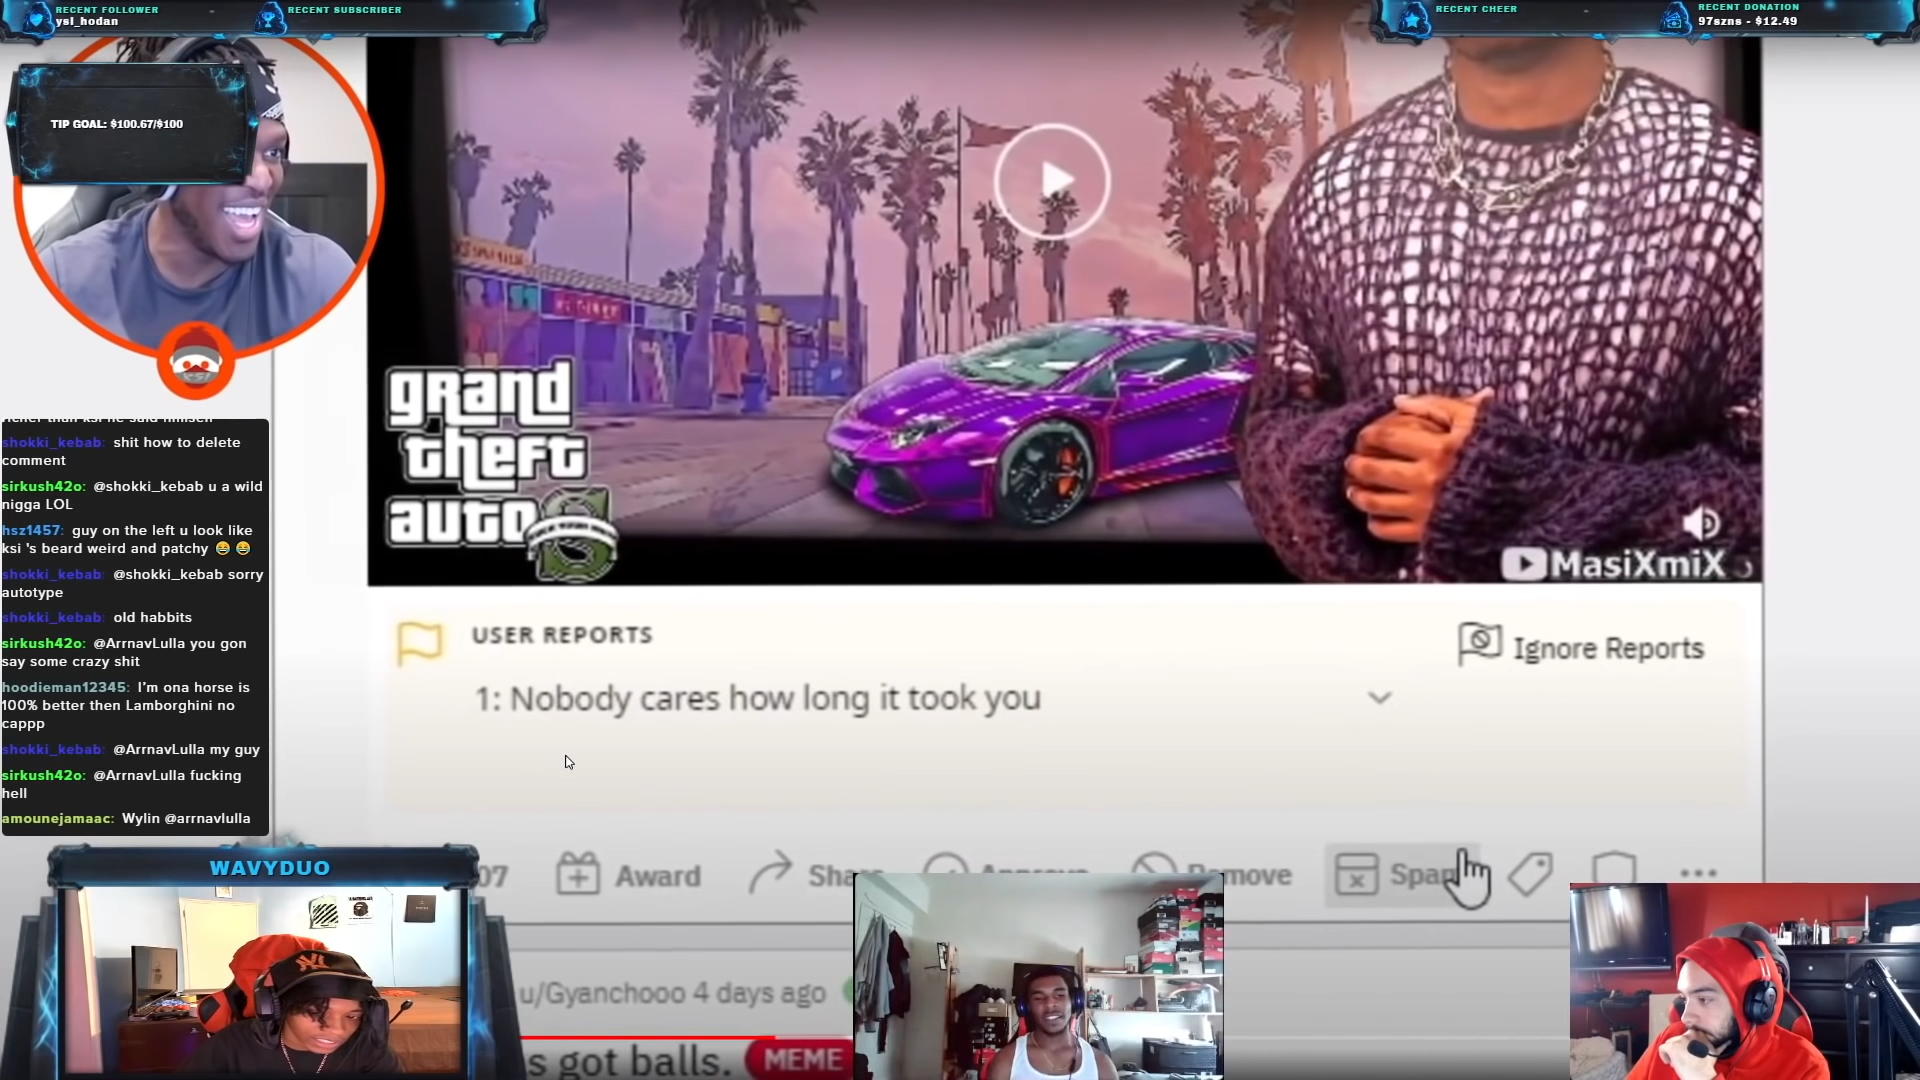 RECENT FOLLOWER
ysl_hodan
RECENT SUBSCRIBER
RECENT CHEER
RECENT DONATION
97szns - $12.49
TIP GOAL: $100.67/$100
grand
theft
auto
MasiXmiX
shokki_kebab: shit how to delete
comment
sirkush42o: @shokki_kebab u a wild
nigga LOL
hsz1457: guy on the left u look like
ksi 's beard weird and patchy 😂 😂
shokki_kebab: @shokki_kebab sorry
autotype
shokki_kebab: old habbits
sirkush42o: @ArrnavLulla you gon
say some crazy shit
hoodieman12345: I'm ona horse is
100% better then Lamborghini no
cappp
shokki_kebab: @ArrnavLulla my guy
sirkush42o: @ArrnavLulla fucking
hell
amounejamaac: Wylin @arrnavlulla
USER REPORTS
Ignore Reports
1: Nobody cares how long it took you
07 Award Share Approve Remove Spam
WAVYDUO
u/Gyanchooo 4 days ago
s got balls. MEME